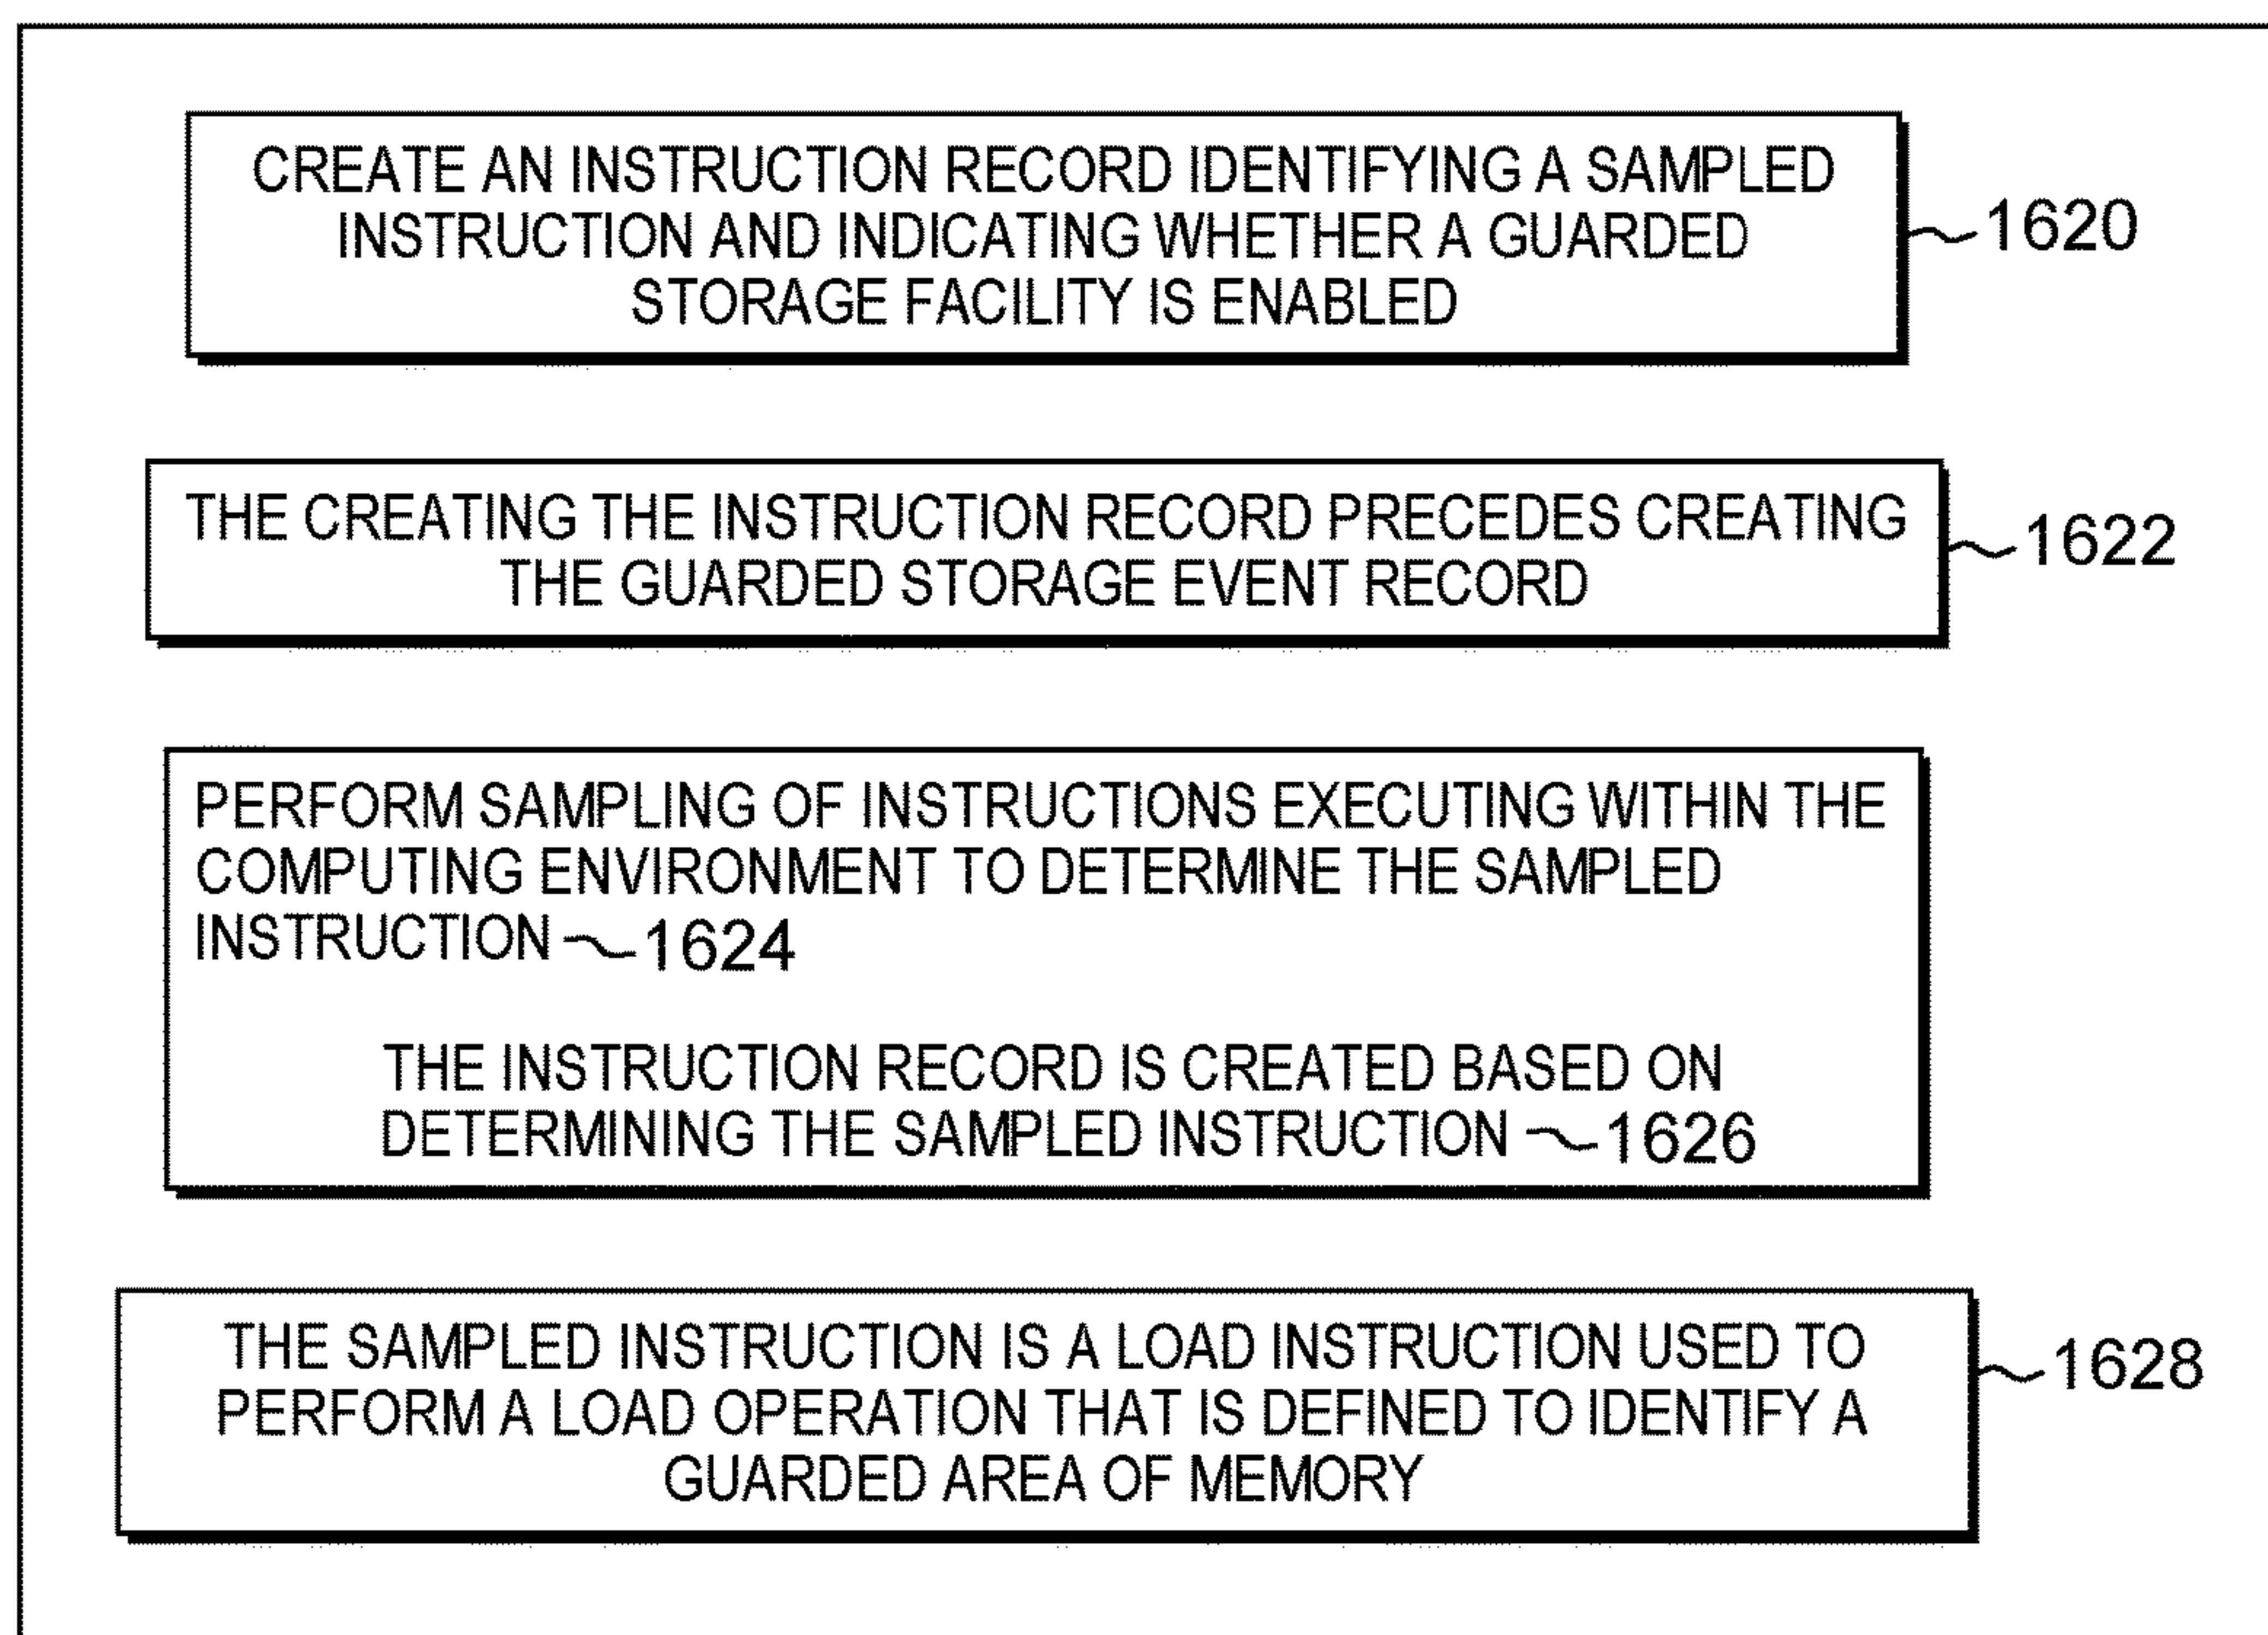 CREATE AN INSTRUCTION RECORD IDENTIFYING A SAMPLED
INSTRUCTION AND INDICATING WHETHER A GUARDED
STORAGE FACILITY IS ENABLED
1620
THE CREATING THE INSTRUCTION RECORD PRECEDES CREATING
THE GUARDED STORAGE EVENT RECORD
1622
PERFORM SAMPLING OF INSTRUCTIONS EXECUTING WITHIN THE
COMPUTING ENVIRONMENT TO DETERMINE THE SAMPLED
INSTRUCTION 1624
THE INSTRUCTION RECORD IS CREATED BASED ON
DETERMINING THE SAMPLED INSTRUCTION 1626
THE SAMPLED INSTRUCTION IS A LOAD INSTRUCTION USED TO
PERFORM A LOAD OPERATION THAT IS DEFINED TO IDENTIFY A
GUARDED AREA OF MEMORY
1628